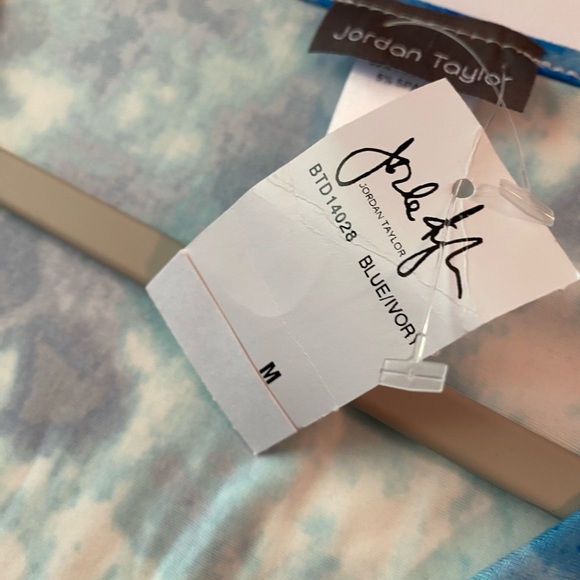 Jordan Taylor
JORDAN TAYLOR
BTD14028
BLUE/IVORY
M